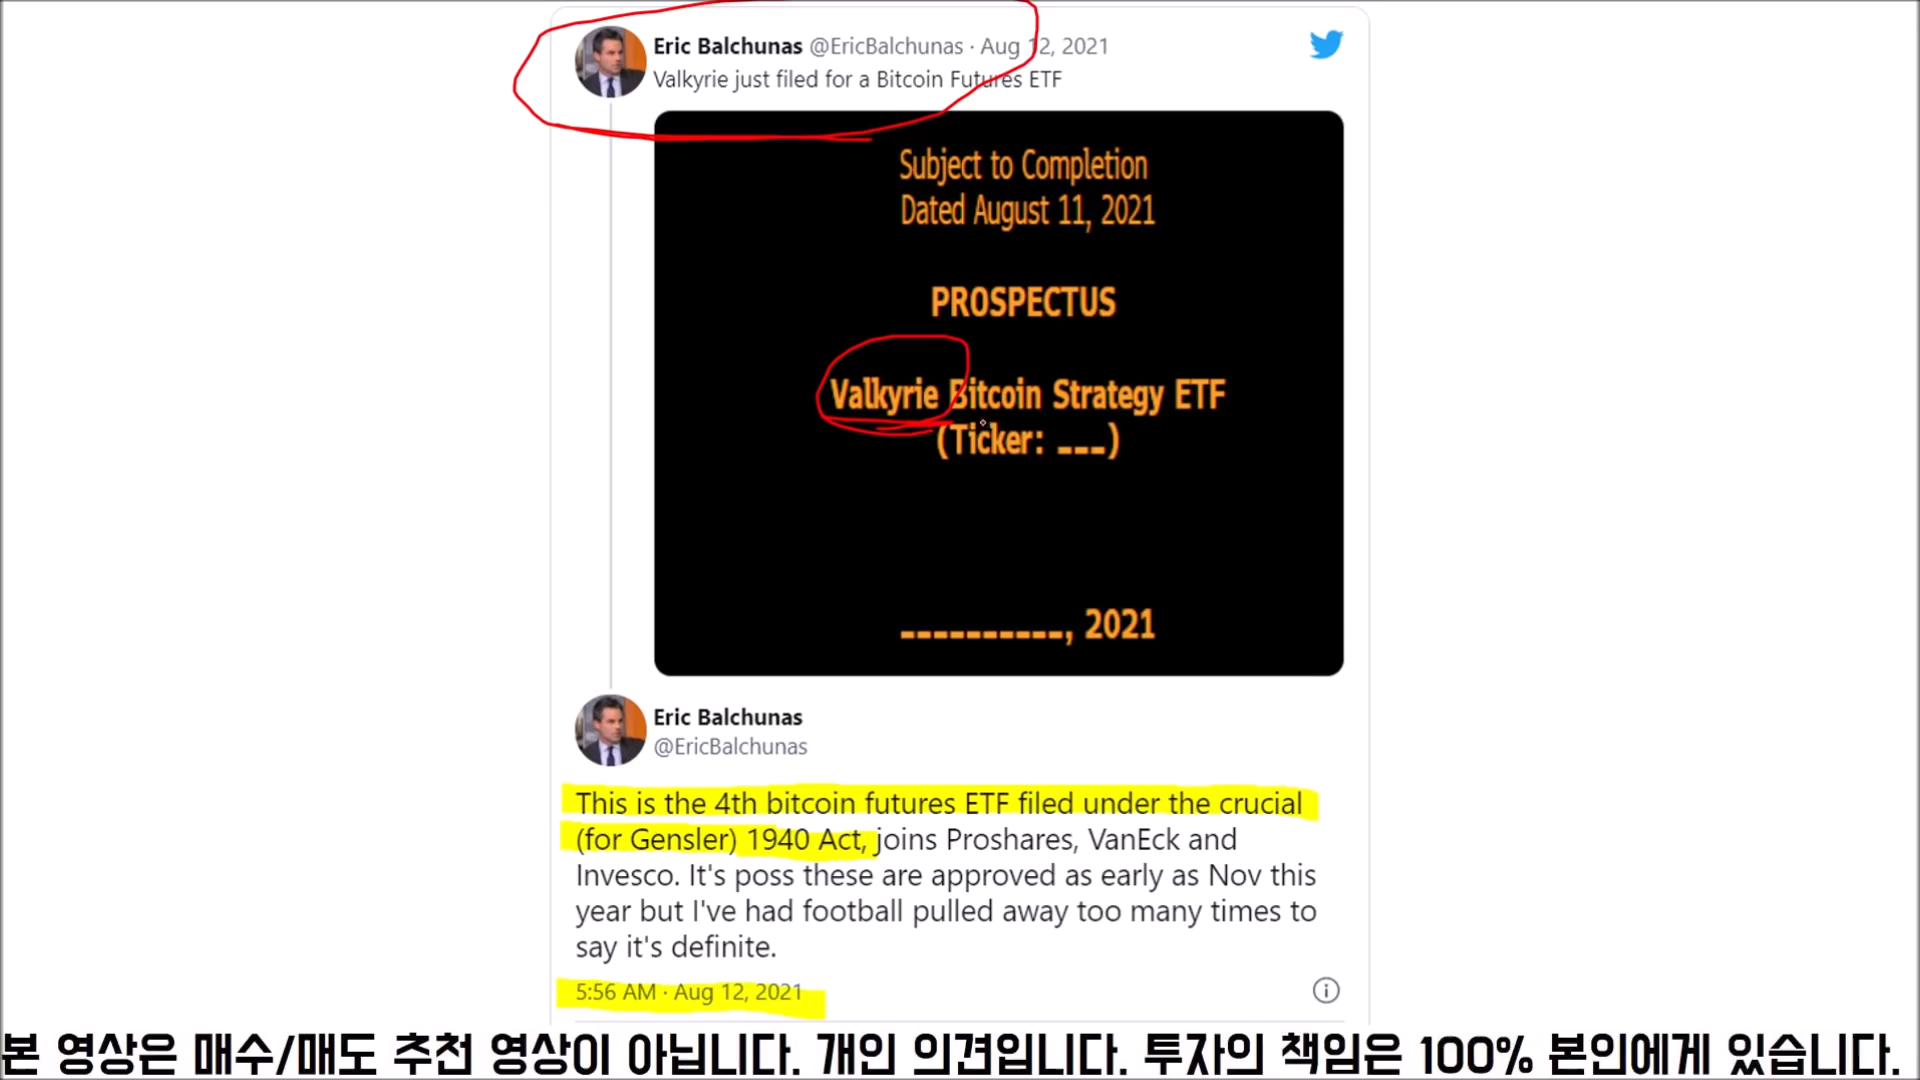 Eric Balchunas @EricBalchunas · Aug 12, 2021
Valkyrie just filed for a Bitcoin Futures ETF
Subject to Completion
Dated August 11, 2021
PROSPECTUS
Valkyrie Bitcoin Strategy ETF
(Ticker: ___)
__________, 2021
Eric Balchunas
@EricBalchunas
This is the 4th bitcoin futures ETF filed under the crucial
(for Gensler) 1940 Act, joins Proshares, VanEck and
Invesco. It's poss these are approved as early as Nov this
year but I've had football pulled away too many times to
say it's definite.
5:56 AM · Aug 12, 2021
본 영상은 매수/매도 추천 영상이 아닙니다. 개인 의견입니다. 투자의 책임은 100% 본인에게 있습니다.